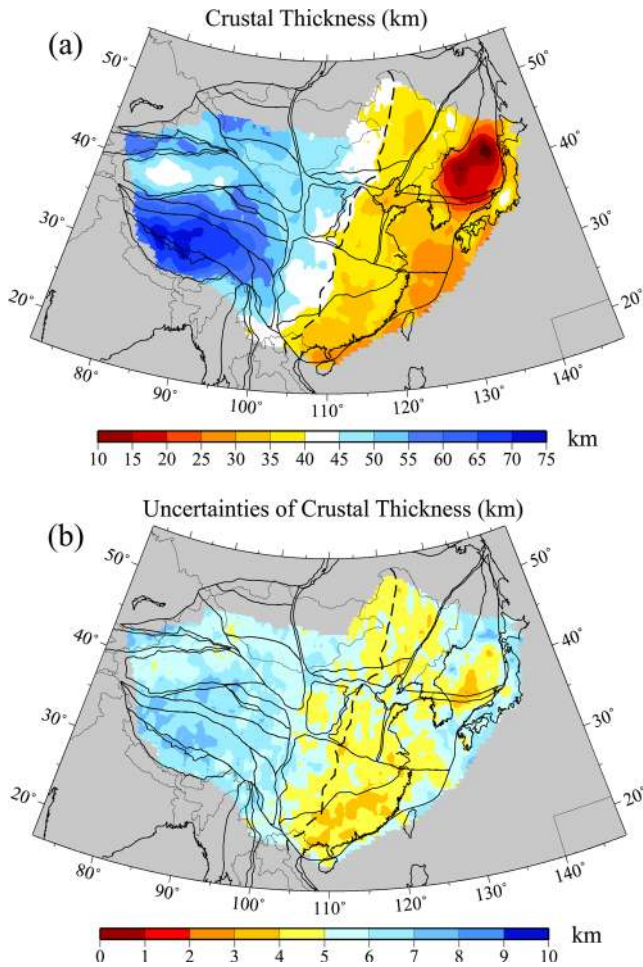 Crustal Thickness (km)
(a)
50° 50°
40° 40°
30° 30°
20° 20°
80° 90° 100° 110° 120° 130° 140°
10 15 20 25 30 35 40 45 50 55 60 65 70 75 km
Uncertainties of Crustal Thickness (km)
(b)
50° 50°
40° 40°
30° 30°
20° 20°
80° 90° 100° 110° 120° 130° 140°
0 1 2 3 4 5 6 7 8 9 10 km